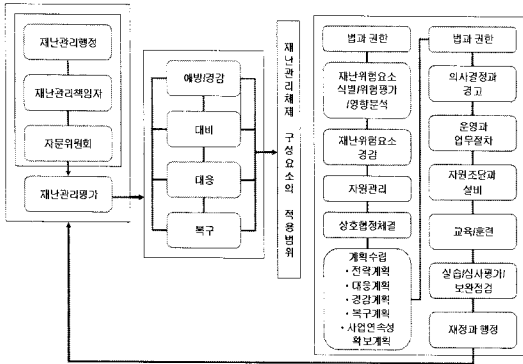 재난관리행정
재난관리책임자
자문위원회
재난관리평가
예방/경감
대비
대응
복구
재난관리체제 구성요소의 적용범위
법과 권한
재난위험요소
식별/위험평가
/영향분석
재난위험요소
경감
자원관리
상호협정체결
계획수립
· 전략계획
· 대응계획
· 경감계획
· 복구계획
· 사업연속성
확보계획
법과 권한
의사결정과
경고
운영과
업무절차
자원조달과
설비
교육/훈련
실습/심사평가/
보완점검
재정과 행정